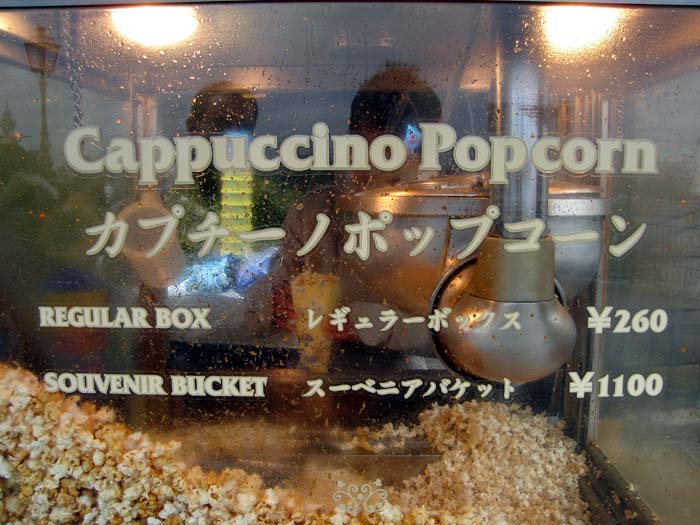 Cappuccino Popcorn
カプチーノポップコーン
REGULAR BOX レギュラーボックス ¥260
SOUVENIR BUCKET スーベニアバケット ¥1100